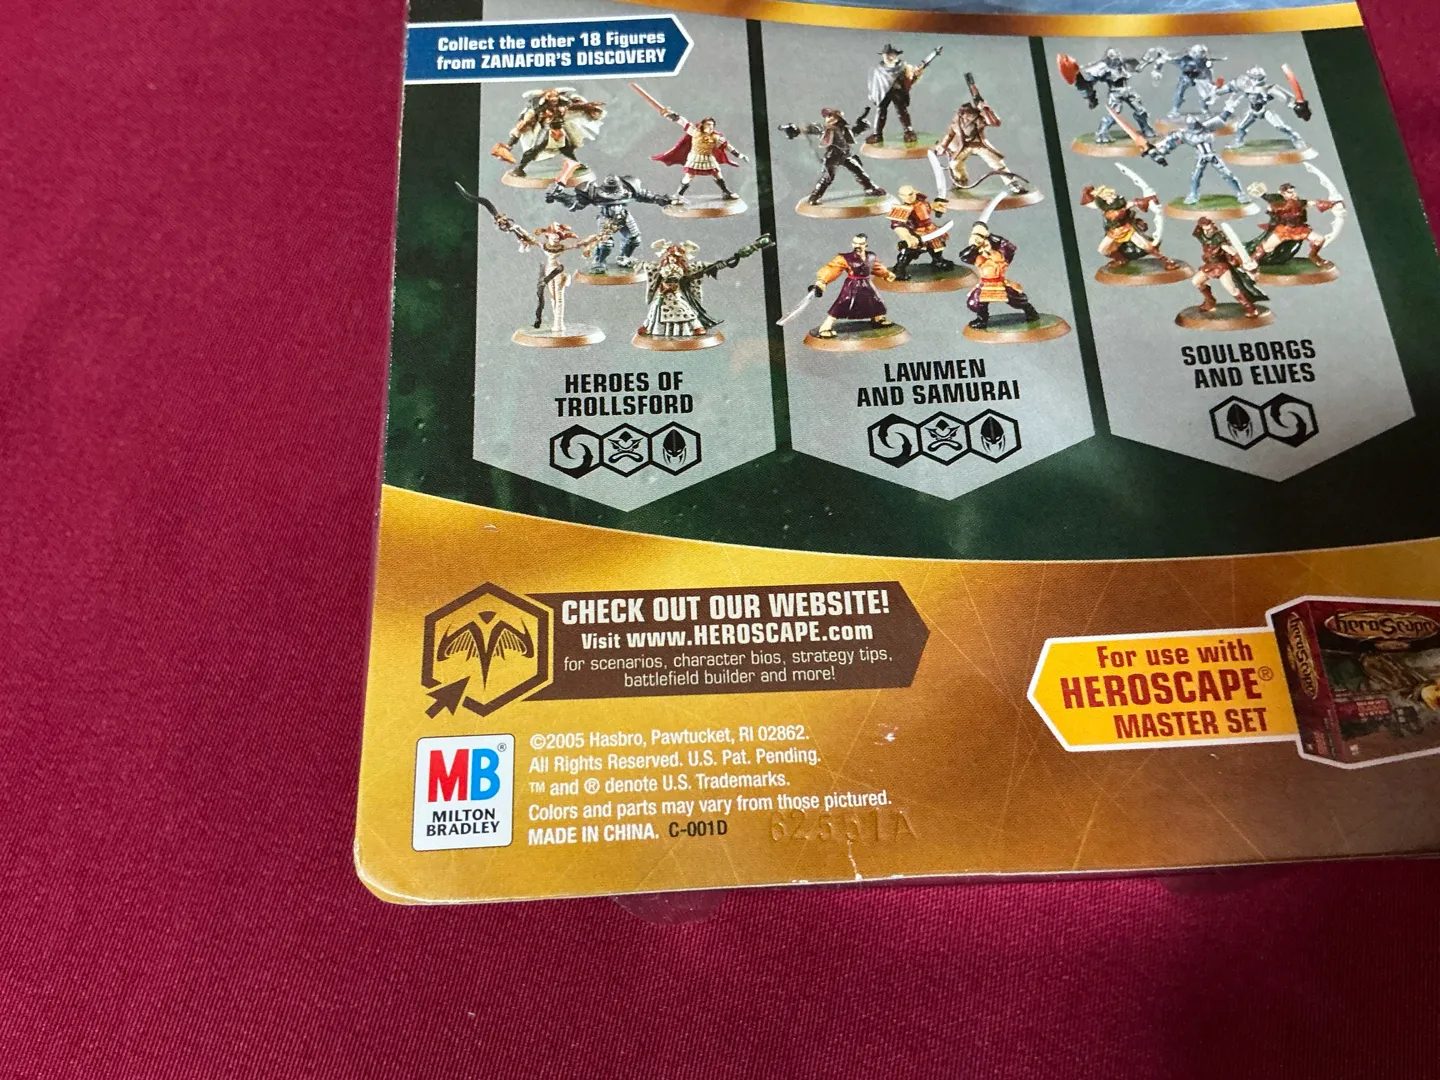 Collect the other 18 Figures
from ZANAFOR'S DISCOVERY
HEROES OF
TROLLSFORD
LAWMEN
AND SAMURAI
SOULBORGS
AND ELVES
CHECK OUT OUR WEBSITE!
Visit WWW.HEROSCAPE.com
for scenarios, character bios, strategy tips,
battlefield builder and more!
For use with
HEROSCAPE®
MASTER SET
heroScape
MB®
MILTON
BRADLEY
©2005 Hasbro, Pawtucket, RI 02862.
All Rights Reserved. U.S. Pat. Pending.
TM and ® denote U.S. Trademarks.
Colors and parts may vary from those pictured.
MADE IN CHINA. C-001D
62551A